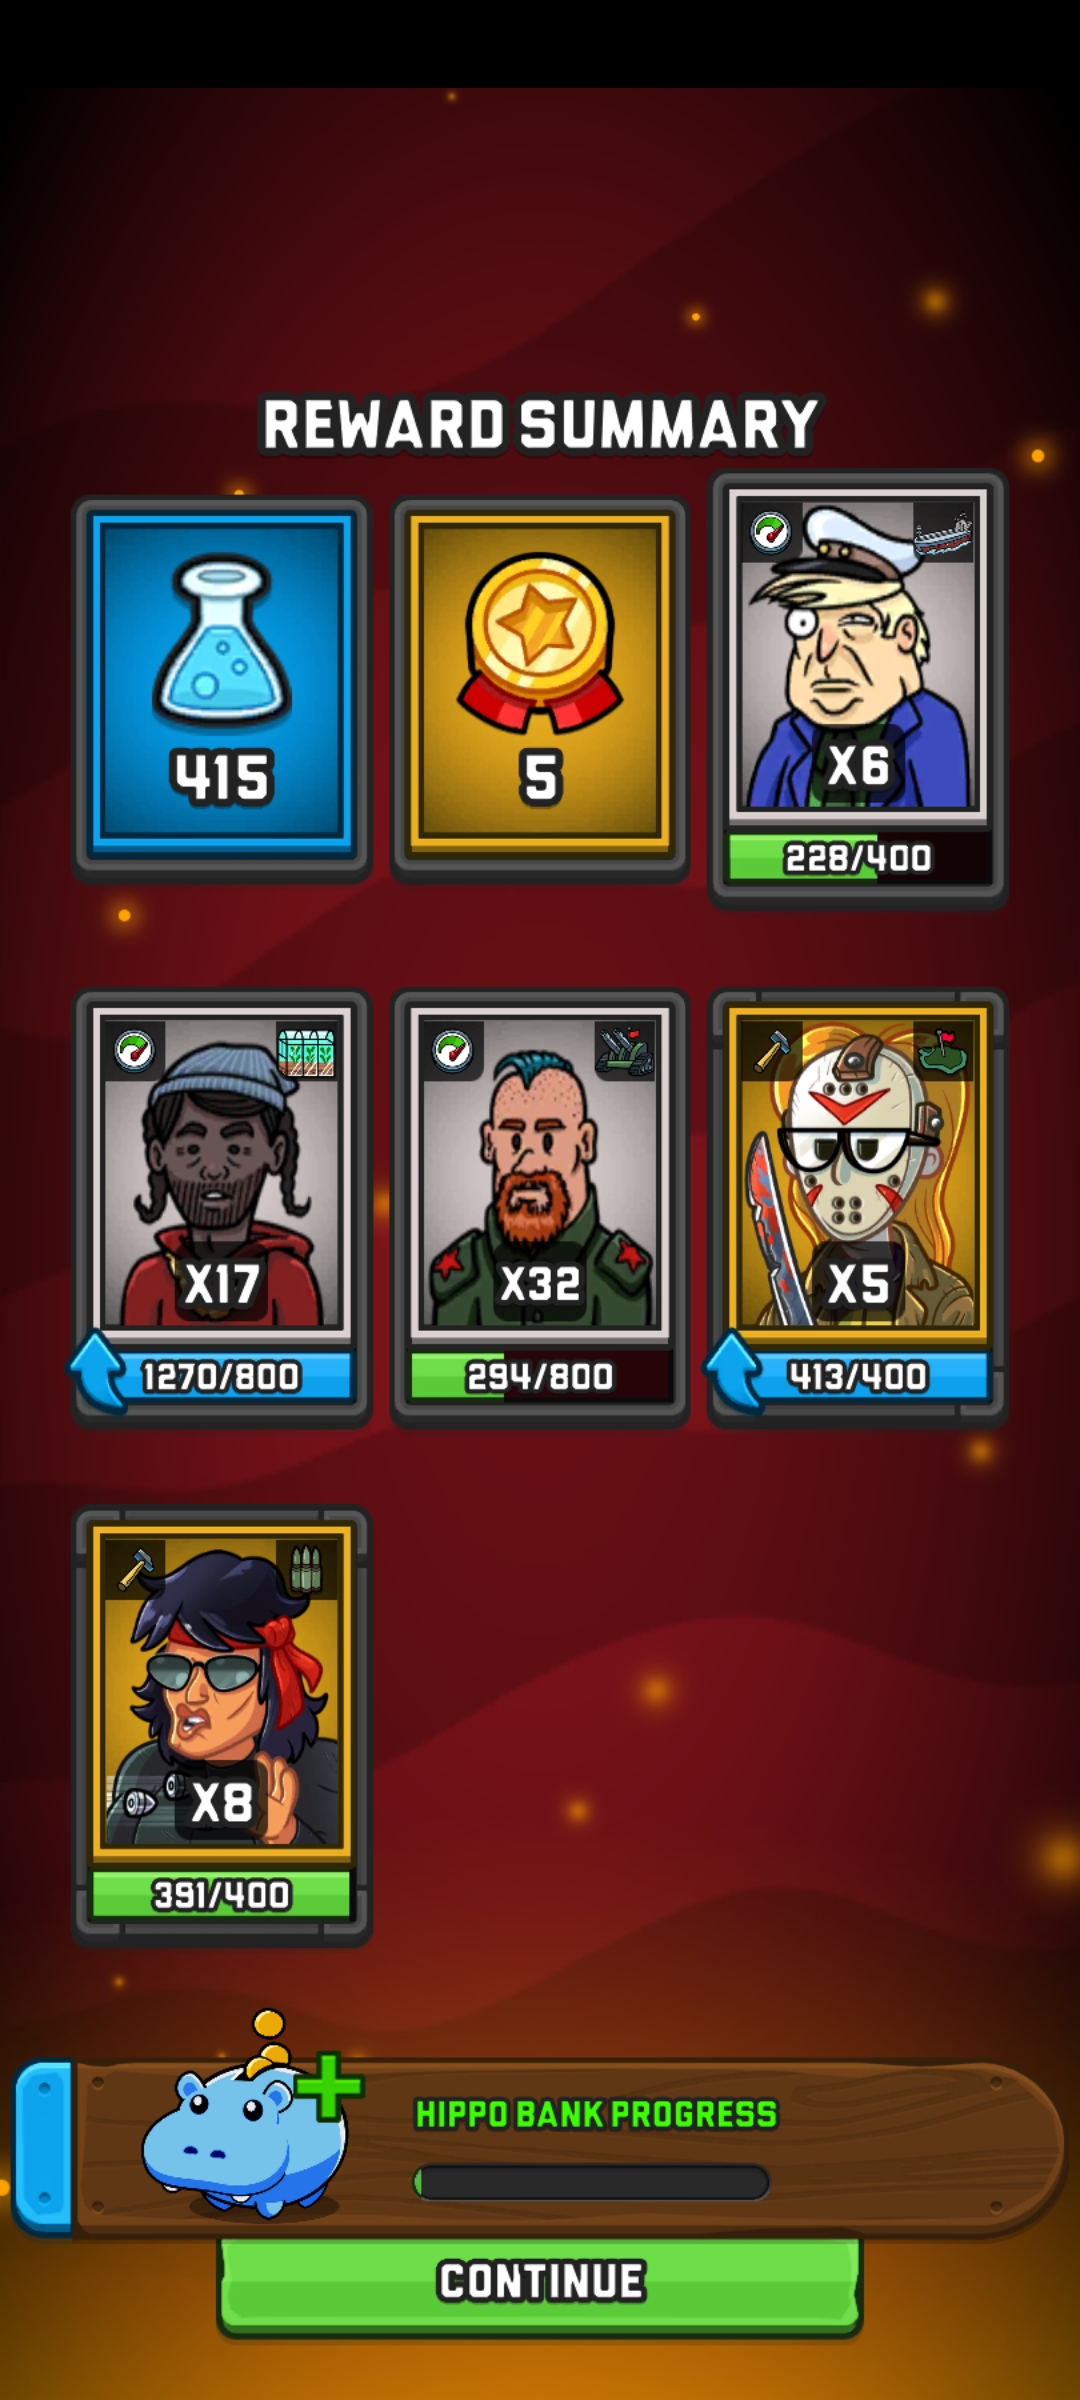 REWARD SUMMARY
415
5
X6
228/400
X17
1270/800
X32
294/800
X5
413/400
X8
391/400
HIPPO BANK PROGRESS
CONTINUE